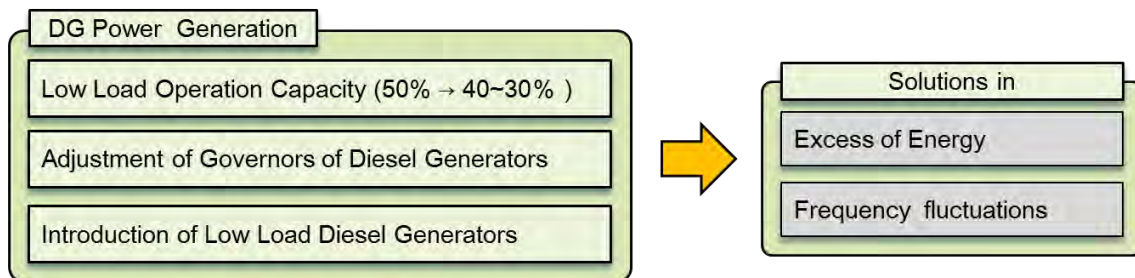 DG Power Generation
Low Load Operation Capacity (50% → 40~30% )
Adjustment of Governors of Diesel Generators
Introduction of Low Load Diesel Generators
Solutions in
Excess of Energy
Frequency fluctuations